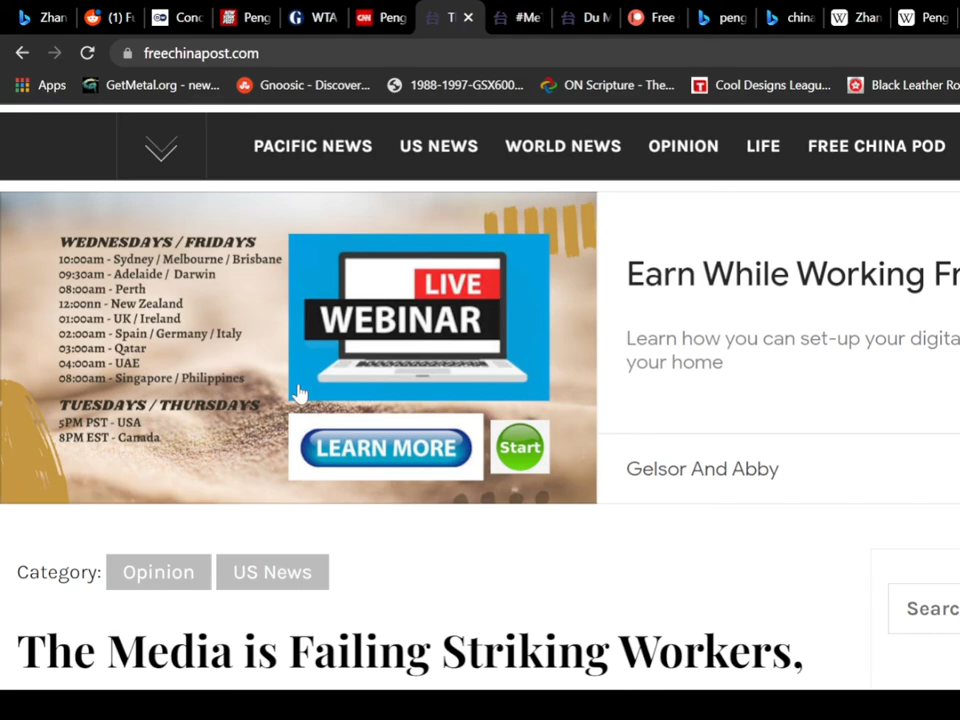 Zhan
(1) Fu
Conc
Peng
WTA
CNN
Peng
Tl
#Me
Du M
Free
peng
china
Zhan
Peng
freechinapost.com
Apps
GetMetal.org - new...
Gnoosic - Discover...
1988-1997-GSX600...
ON Scripture - The...
Cool Designs Leagu...
Black Leather Ro
PACIFIC NEWS
US NEWS
WORLD NEWS
OPINION
LIFE
FREE CHINA POD
WEDNESDAYS / FRIDAYS
10:00am - Sydney / Melbourne / Brisbane
09:30am - Adelaide / Darwin
08:00am - Perth
12:00nn - New Zealand
01:00am - UK / Ireland
02:00am - Spain / Germany / Italy
03:00am - Qatar
04:00am - UAE
08:00am - Singapore / Philippines
TUESDAYS / THURSDAYS
5PM PST - USA
8PM EST - Canada
LIVE
WEBINAR
LEARN MORE
Start
Earn While Working Fr
Learn how you can set-up your digita
your home
Gelsor And Abby
Category:
Opinion
US News
Searc
The Media is Failing Striking Workers,